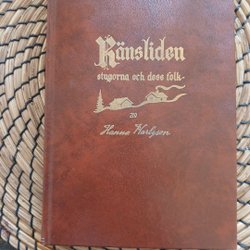 Ränsliden
stugorna och dess folk
av
Hanna Karlsson